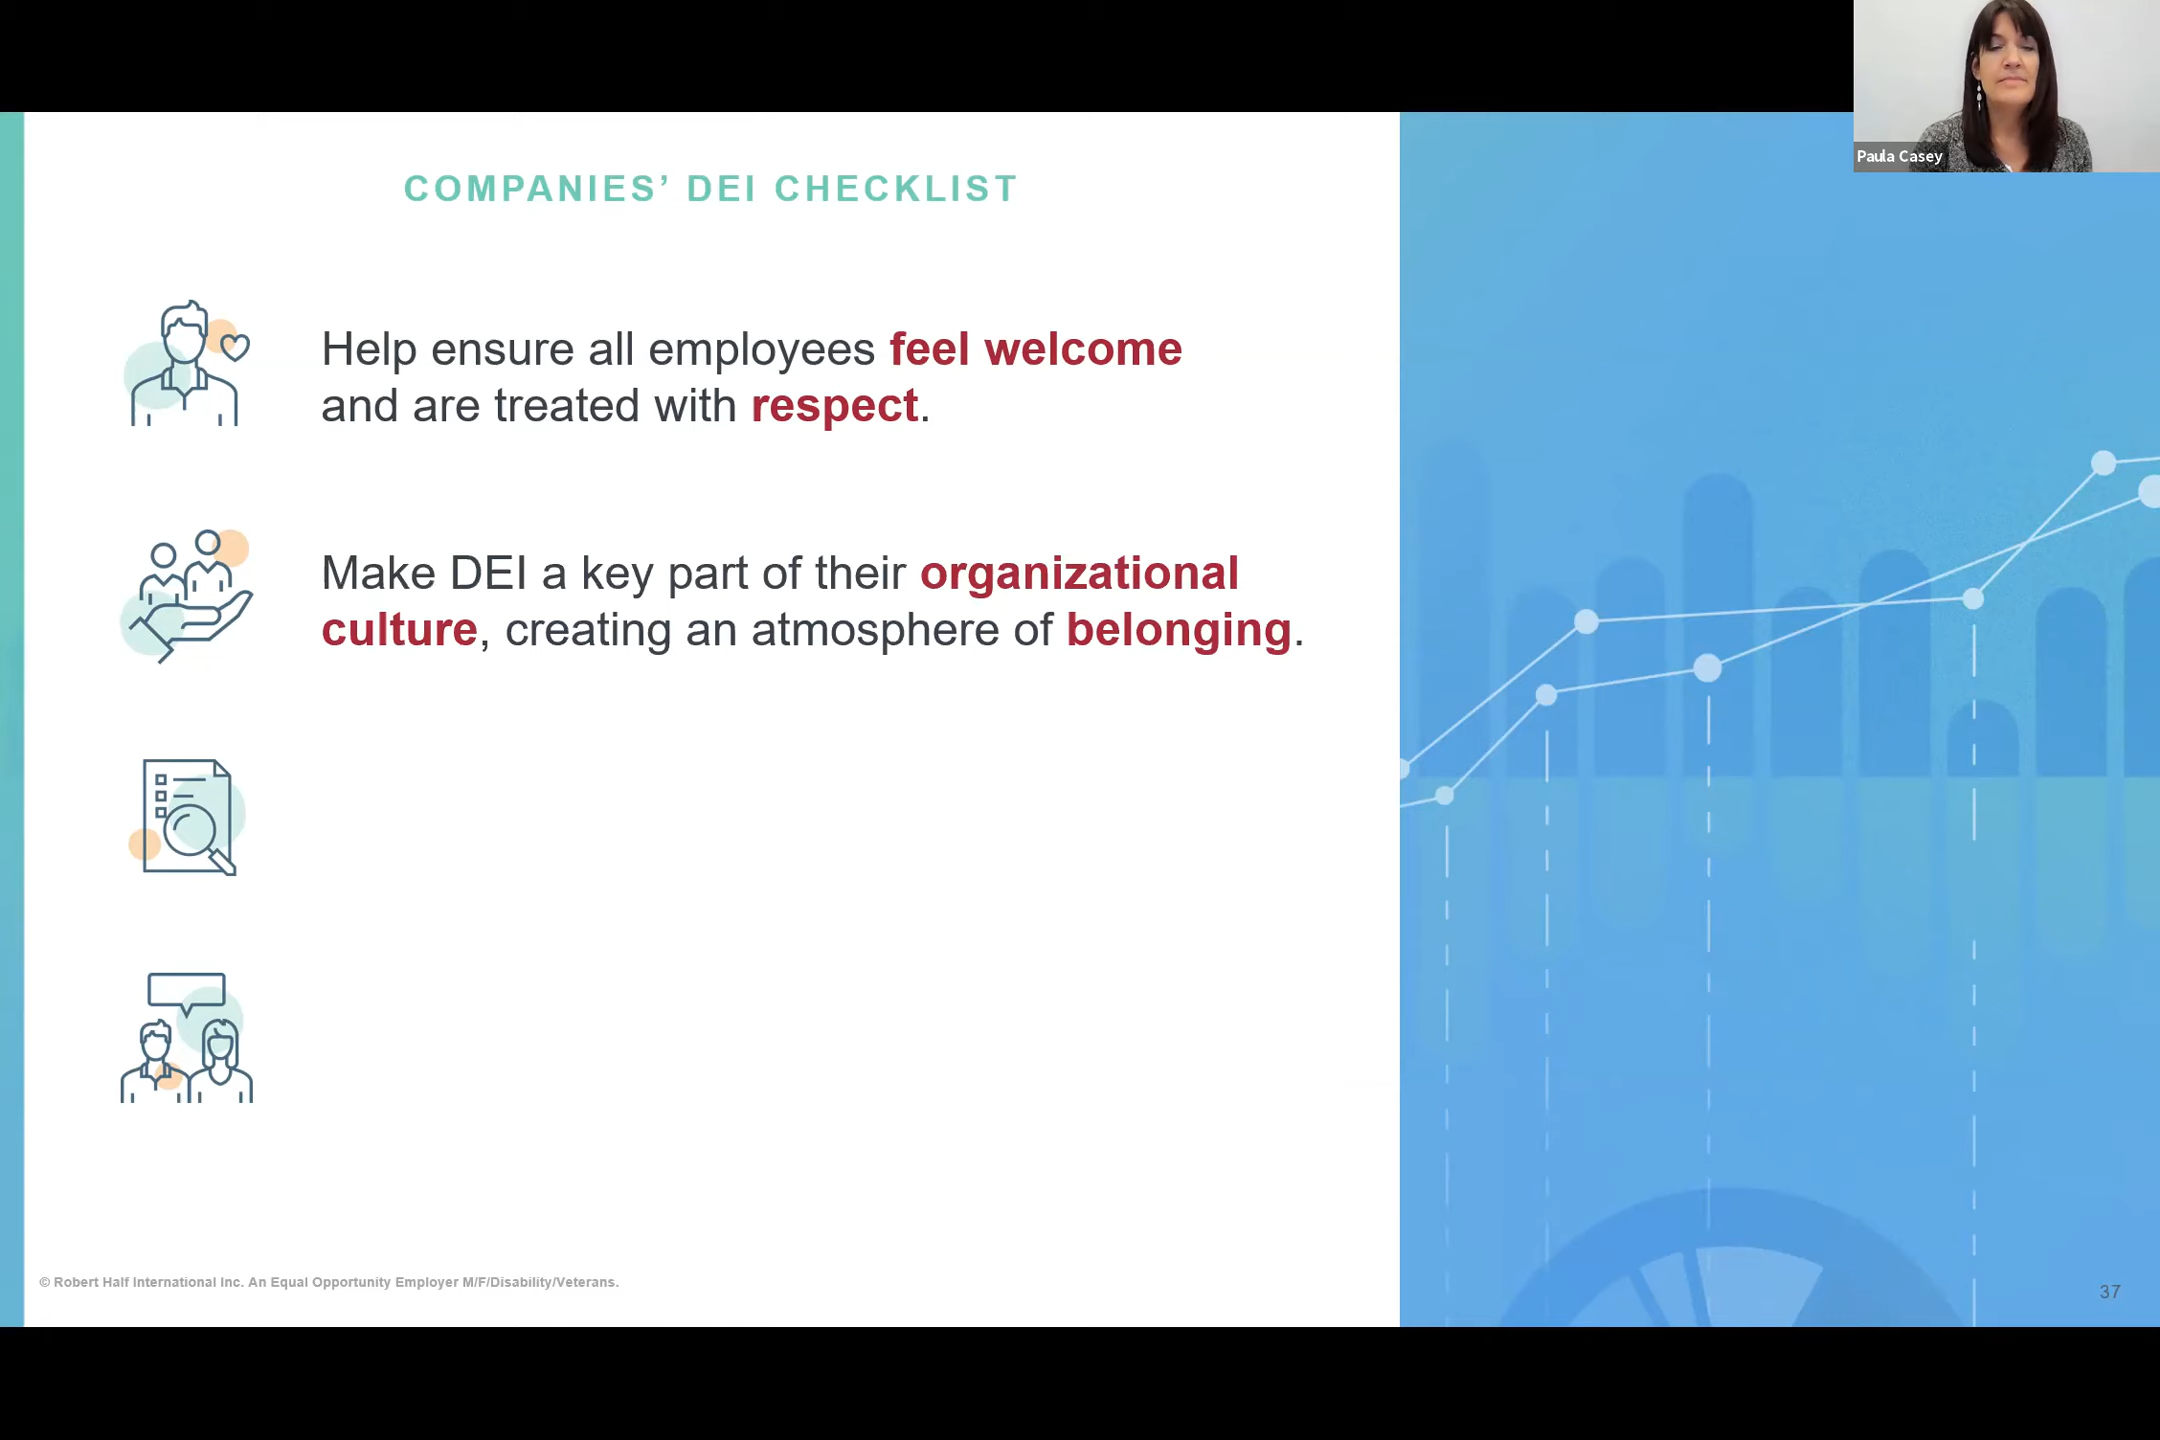 Paula Casey
COMPANIES’ DEI CHECKLIST
Help ensure all employees feel welcome
and are treated with respect.
Make DEI a key part of their organizational
culture, creating an atmosphere of belonging.
© Robert Half International Inc. An Equal Opportunity Employer M/F/Disability/Veterans.
37